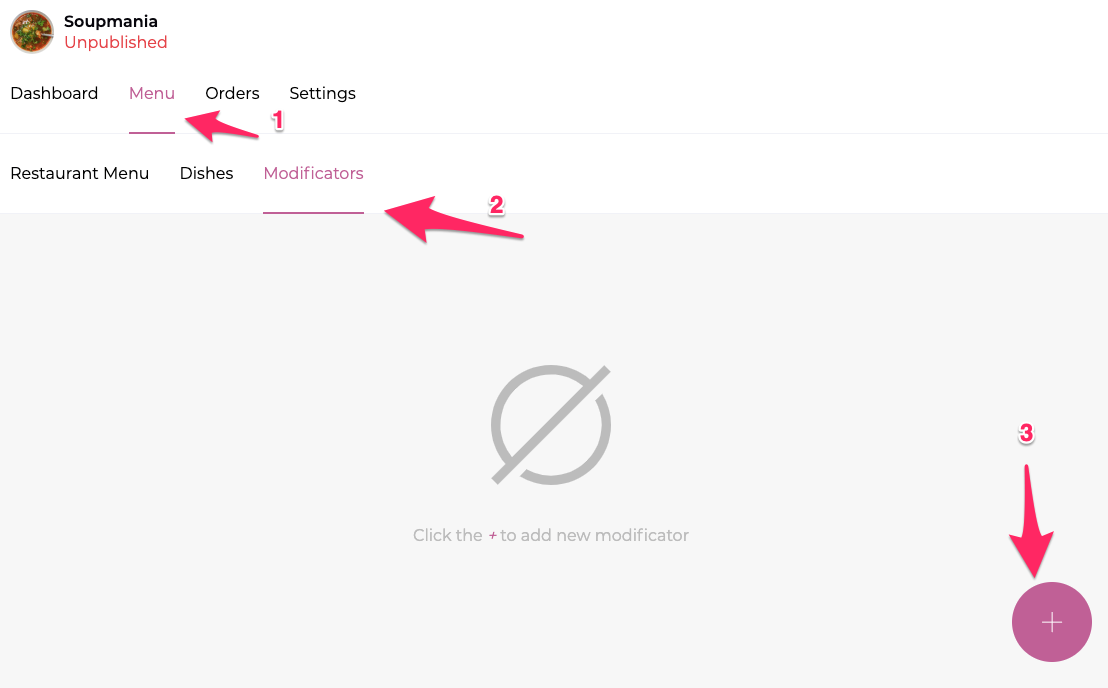 Soupmania
Unpublished
Dashboard Menu Orders Settings
1
Restaurant Menu Dishes Modificators
2
Click the + to add new modificator
3
+